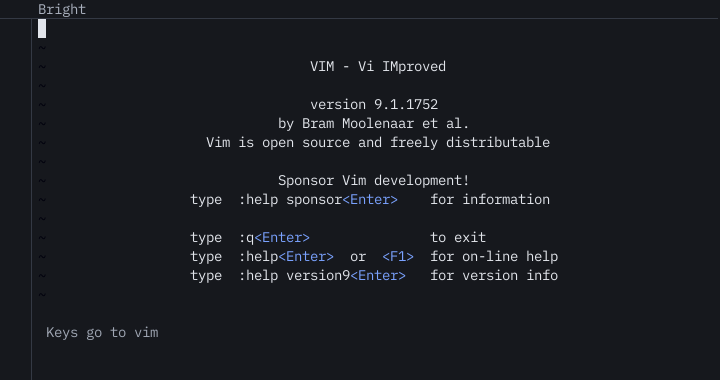 Bright
~
~ VIM - Vi IMproved
~
~ version 9.1.1752
~ by Bram Moolenaar et al.
~ Vim is open source and freely distributable
~
~ Sponsor Vim development!
~ type  :help sponsor<Enter>    for information
~
~ type  :q<Enter>               to exit
~ type  :help<Enter>  or  <F1>  for on-line help
~ type  :help version9<Enter>   for version info
~
Keys go to vim